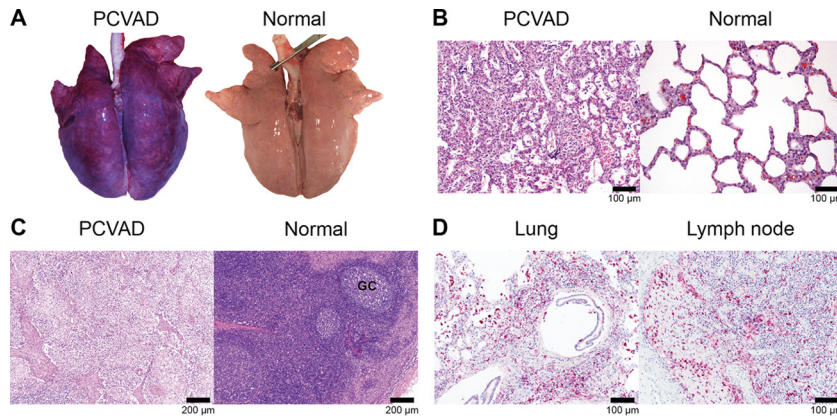 A PCVAD Normal
B PCVAD Normal
100 µm 100 µm
C PCVAD Normal
GC
200 µm 200 µm
D Lung Lymph node
100 µm 100 µm